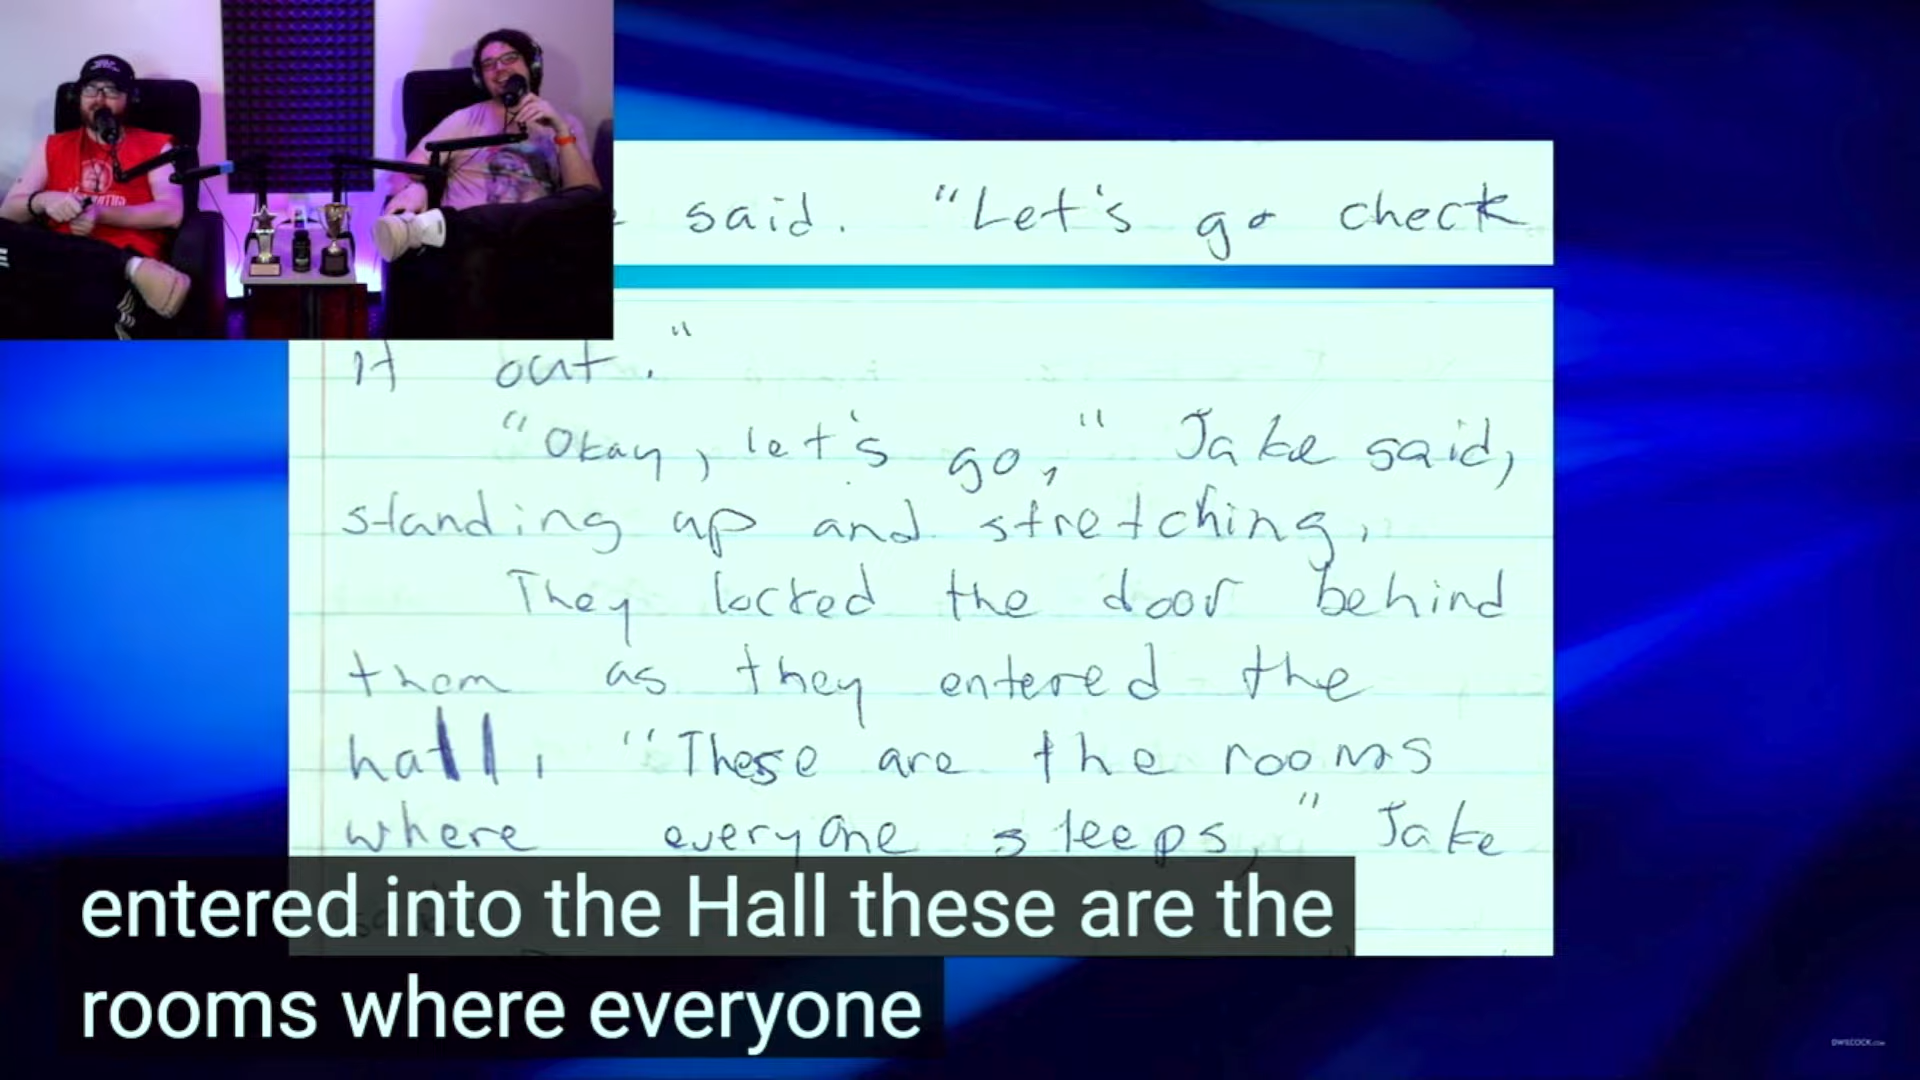 said. "Let's go check
it out."
"Okay, let's go," Jake said,
standing up and stretching.
They locked the door behind
them as they entered the
hall. "These are the rooms
where everyone sleeps," Jake
entered into the Hall these are the
rooms where everyone